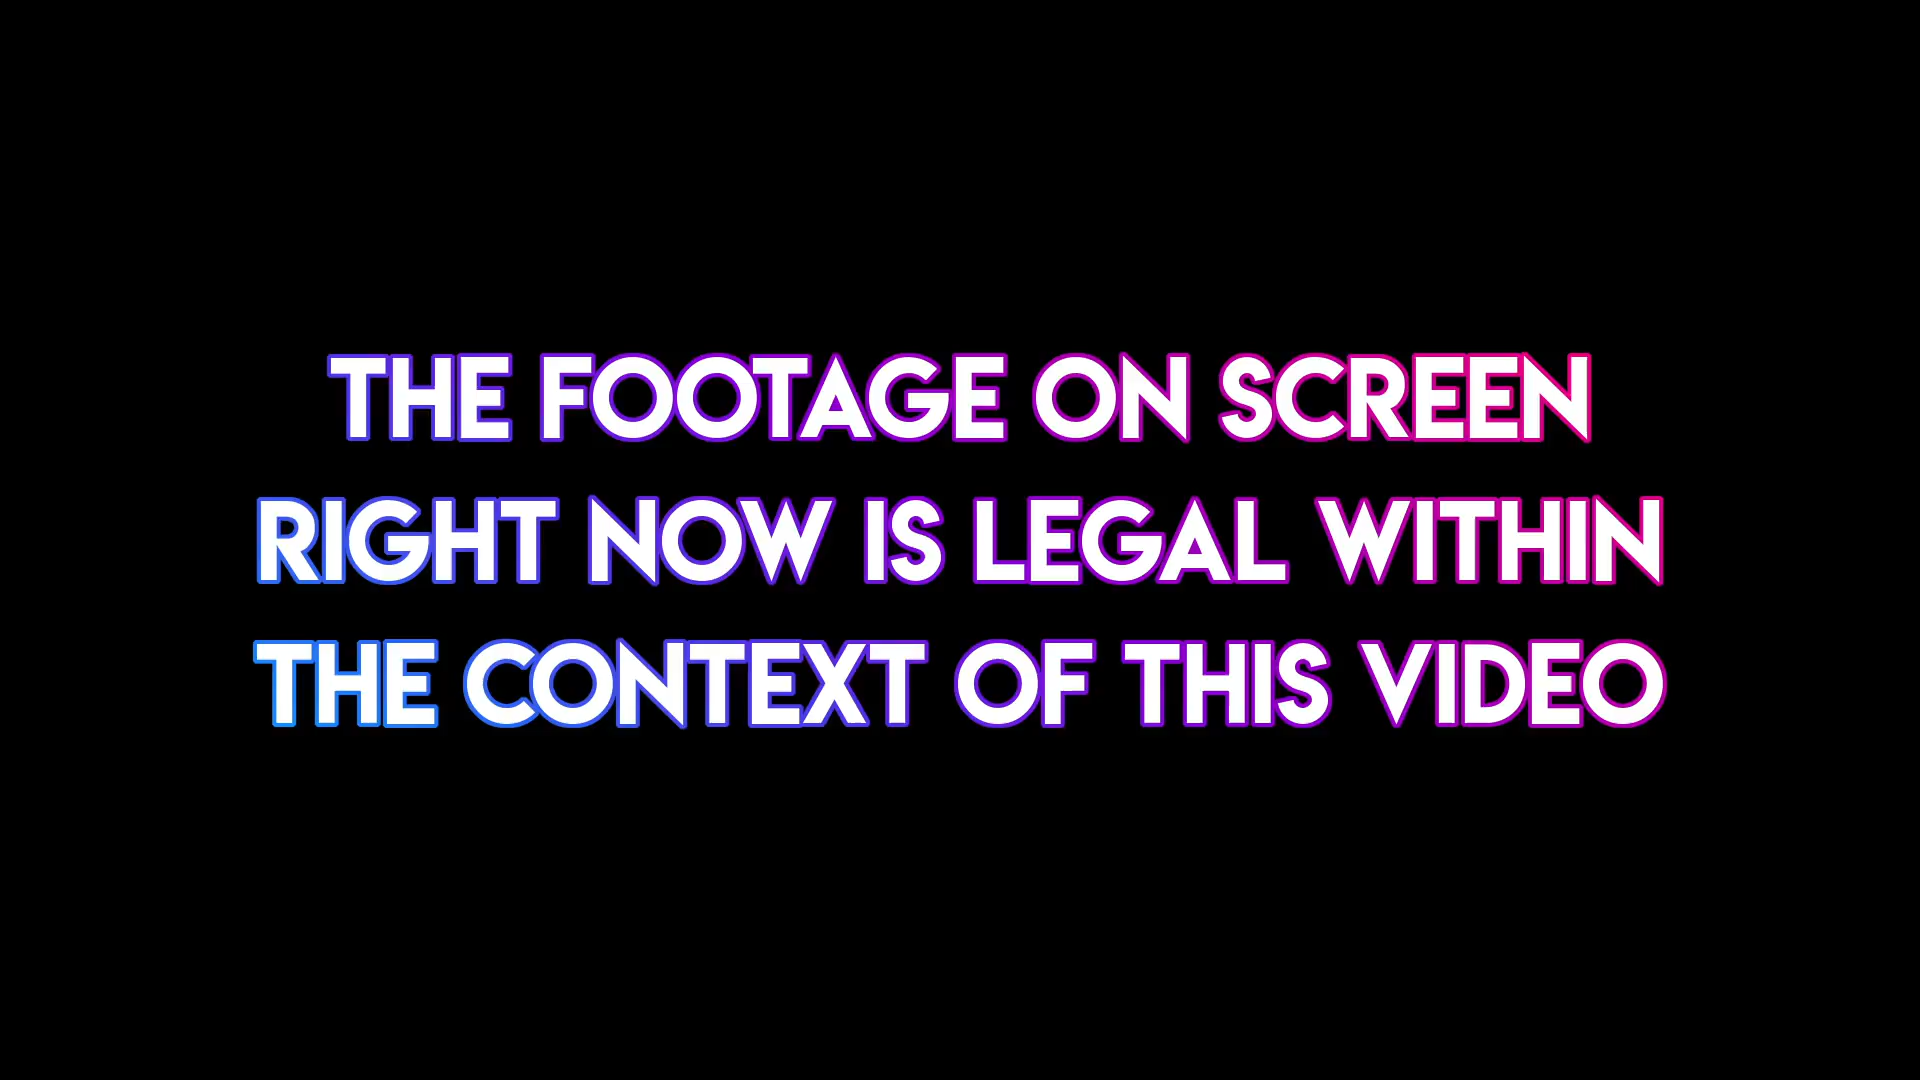 THE FOOTAGE ON SCREEN
RIGHT NOW IS LEGAL WITHIN
THE CONTEXT OF THIS VIDEO